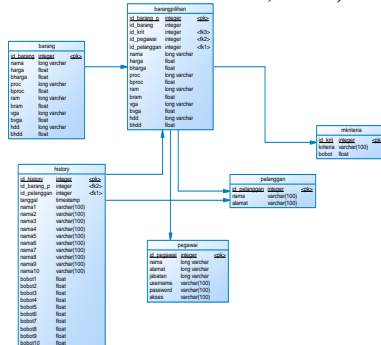 barangpilihan
id_barang_p integer <pk>
id_barang integer
id_krit integer <fk3>
id_pegawai integer <fk2>
id_pelanggan integer <fk1>
nama long varchar
harga float
bharga float
proc long varchar
bproc float
ram long varchar
bram float
vga long varchar
bvga float
hdd long varchar
bhdd float
barang
id_barang integer <pk>
nama long varchar
harga float
bharga float
proc long varchar
bproc float
ram long varchar
bram float
vga long varchar
bvga float
hdd long varchar
bhdd float
mkriteria
id_krit integer <pk>
kriteria varchar(100)
bobot float
history
id_history integer <pk>
id_barang_p integer <fk2>
id_pelanggan integer <fk1>
tanggal timestamp
nama1 varchar(100)
nama2 varchar(100)
nama3 varchar(100)
nama4 varchar(100)
nama5 varchar(100)
nama6 varchar(100)
nama7 varchar(100)
nama8 varchar(100)
nama9 varchar(100)
nama10 varchar(100)
bobot1 float
bobot2 float
bobot3 float
bobot4 float
bobot5 float
bobot6 float
bobot7 float
bobot8 float
bobot9 float
bobot10 float
pelanggan
id_pelanggan integer <pk>
nama varchar(100)
alamat varchar(100)
pegawai
id_pegawai integer <pk>
nama long varchar
alamat long varchar
jabatan long varchar
username varchar(100)
password varchar(100)
akses varchar(100)